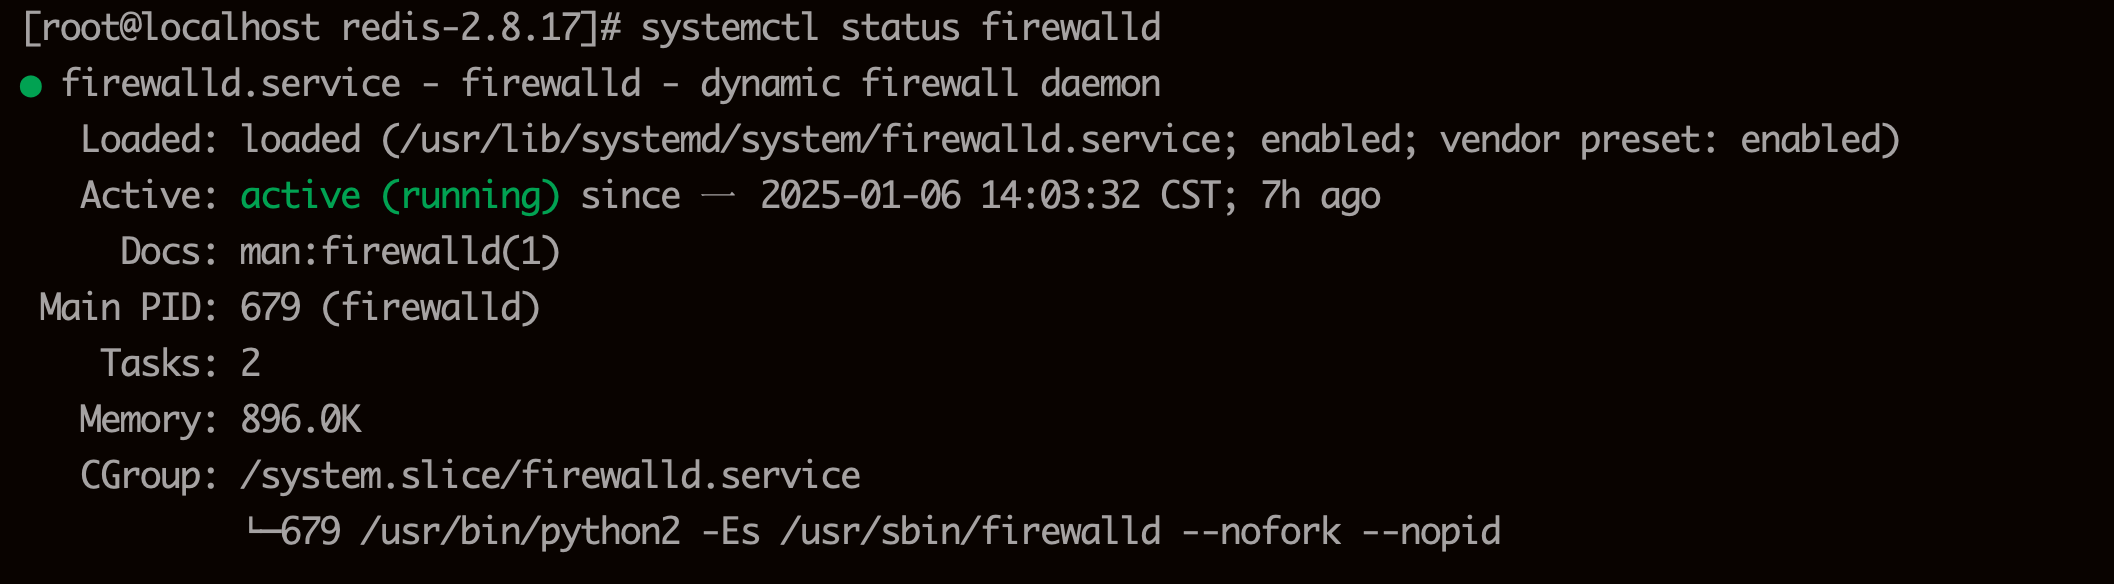 [root@localhost redis-2.8.17]# systemctl status firewalld
● firewalld.service - firewalld - dynamic firewall daemon
   Loaded: loaded (/usr/lib/systemd/system/firewalld.service; enabled; vendor preset: enabled)
   Active: active (running) since 一 2025-01-06 14:03:32 CST; 7h ago
     Docs: man:firewalld(1)
 Main PID: 679 (firewalld)
    Tasks: 2
   Memory: 896.0K
   CGroup: /system.slice/firewalld.service
           └─679 /usr/bin/python2 -Es /usr/sbin/firewalld --nofork --nopid